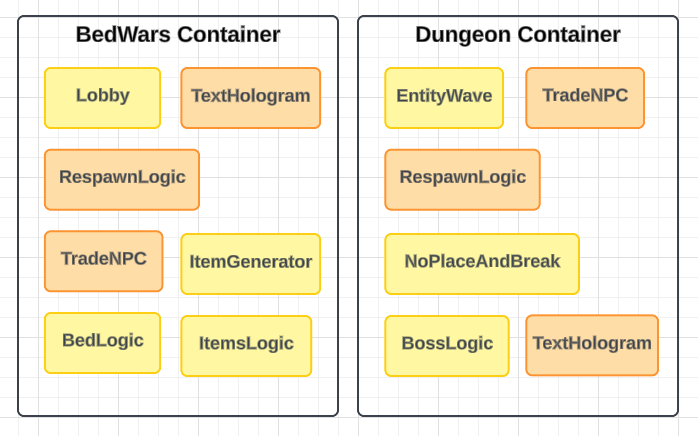 BedWars Container
Lobby
TextHologram
RespawnLogic
TradeNPC
ItemGenerator
BedLogic
ItemsLogic
Dungeon Container
EntityWave
TradeNPC
RespawnLogic
NoPlaceAndBreak
BossLogic
TextHologram